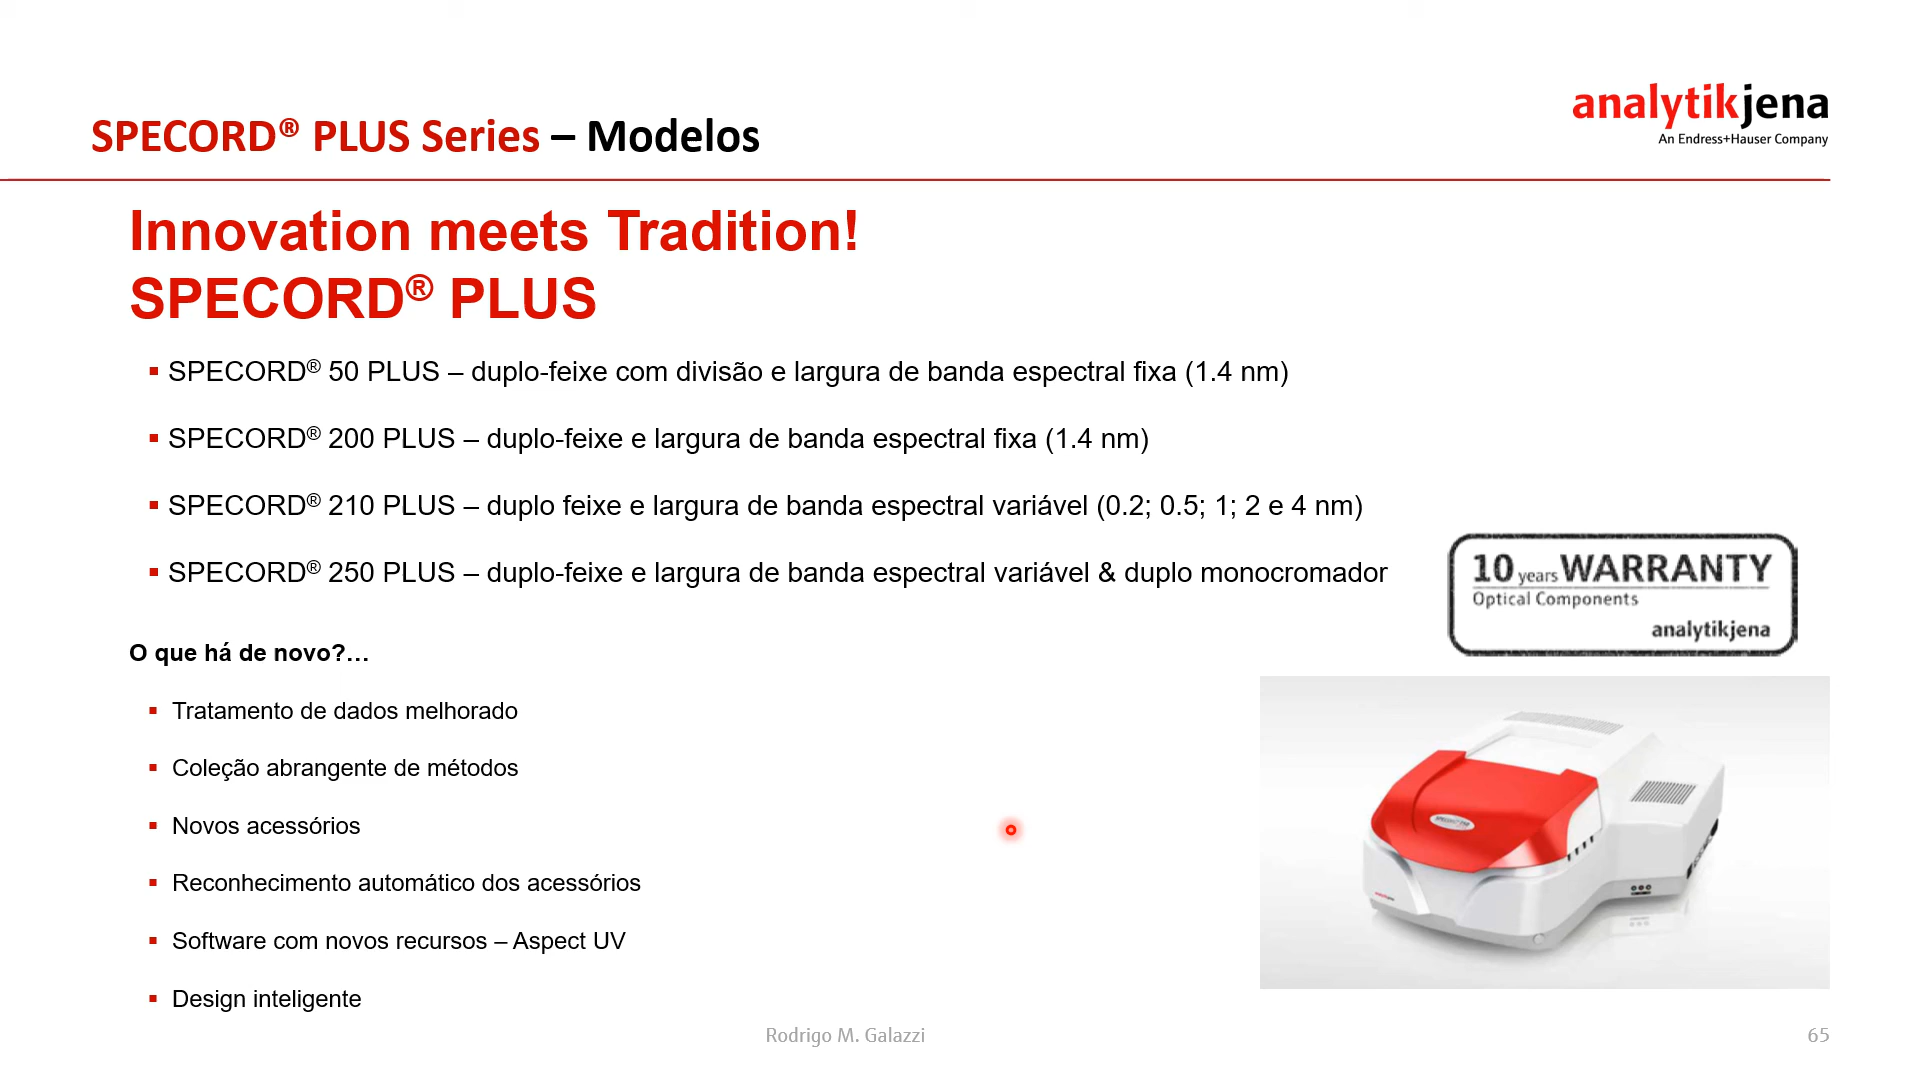 SPECORD® PLUS Series – Modelos
analytikjena
An Endress+Hauser Company
Innovation meets Tradition!
SPECORD® PLUS
▪ SPECORD® 50 PLUS – duplo-feixe com divisão e largura de banda espectral fixa (1.4 nm)
▪ SPECORD® 200 PLUS – duplo-feixe e largura de banda espectral fixa (1.4 nm)
▪ SPECORD® 210 PLUS – duplo feixe e largura de banda espectral variável (0.2; 0.5; 1; 2 e 4 nm)
▪ SPECORD® 250 PLUS – duplo-feixe e largura de banda espectral variável & duplo monocromador
10 years WARRANTY
Optical Components
analytikjena
O que há de novo?…
▪ Tratamento de dados melhorado
▪ Coleção abrangente de métodos
▪ Novos acessórios
▪ Reconhecimento automático dos acessórios
▪ Software com novos recursos – Aspect UV
▪ Design inteligente
Rodrigo M. Galazzi
65